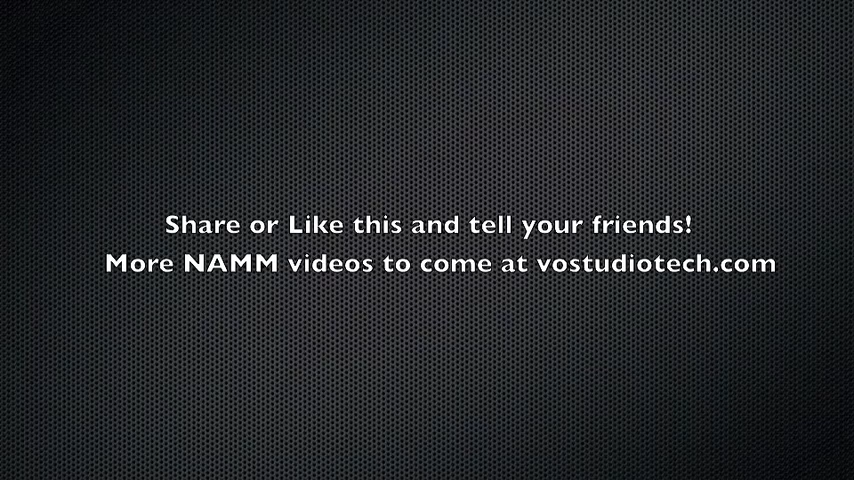 Share or Like this and tell your friends!
More NAMM videos to come at vostudiotech.com